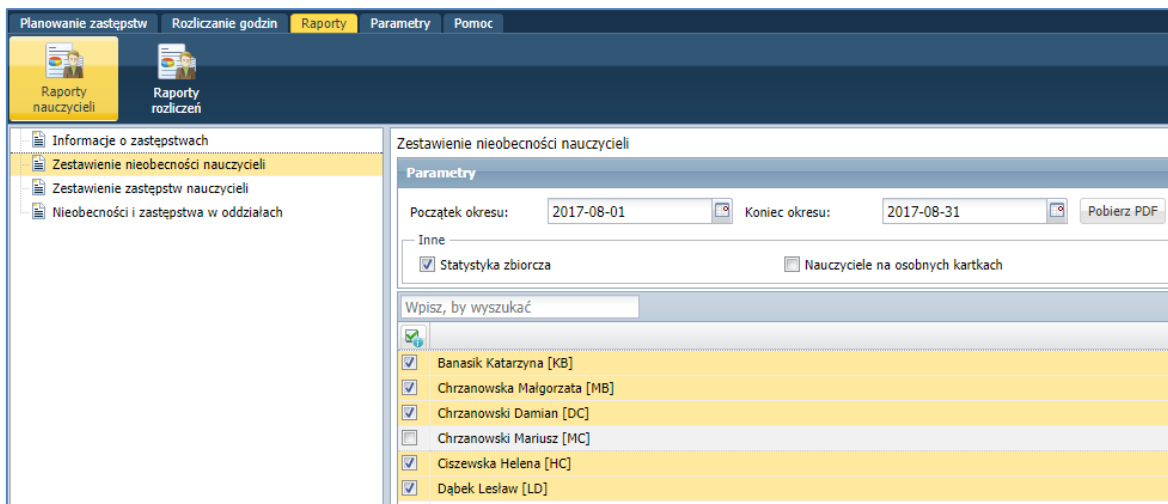 Planowanie zastępstw Rozliczanie godzin Raporty Parametry Pomoc
Raporty nauczycieli
Raporty rozliczeń
Informacje o zastępstwach
Zestawienie nieobecności nauczycieli
Zestawienie zastępstw nauczycieli
Nieobecności i zastępstwa w oddziałach
Zestawienie nieobecności nauczycieli
Parametry
Początek okresu: 2017-08-01 Koniec okresu: 2017-08-31 Pobierz PDF
Inne
Statystyka zbiorcza Nauczyciele na osobnych kartkach
Wpisz, by wyszukać
Banasik Katarzyna [KB]
Chrzanowska Małgorzata [MB]
Chrzanowski Damian [DC]
Chrzanowski Mariusz [MC]
Ciszewska Helena [HC]
Dąbek Lesław [LD]